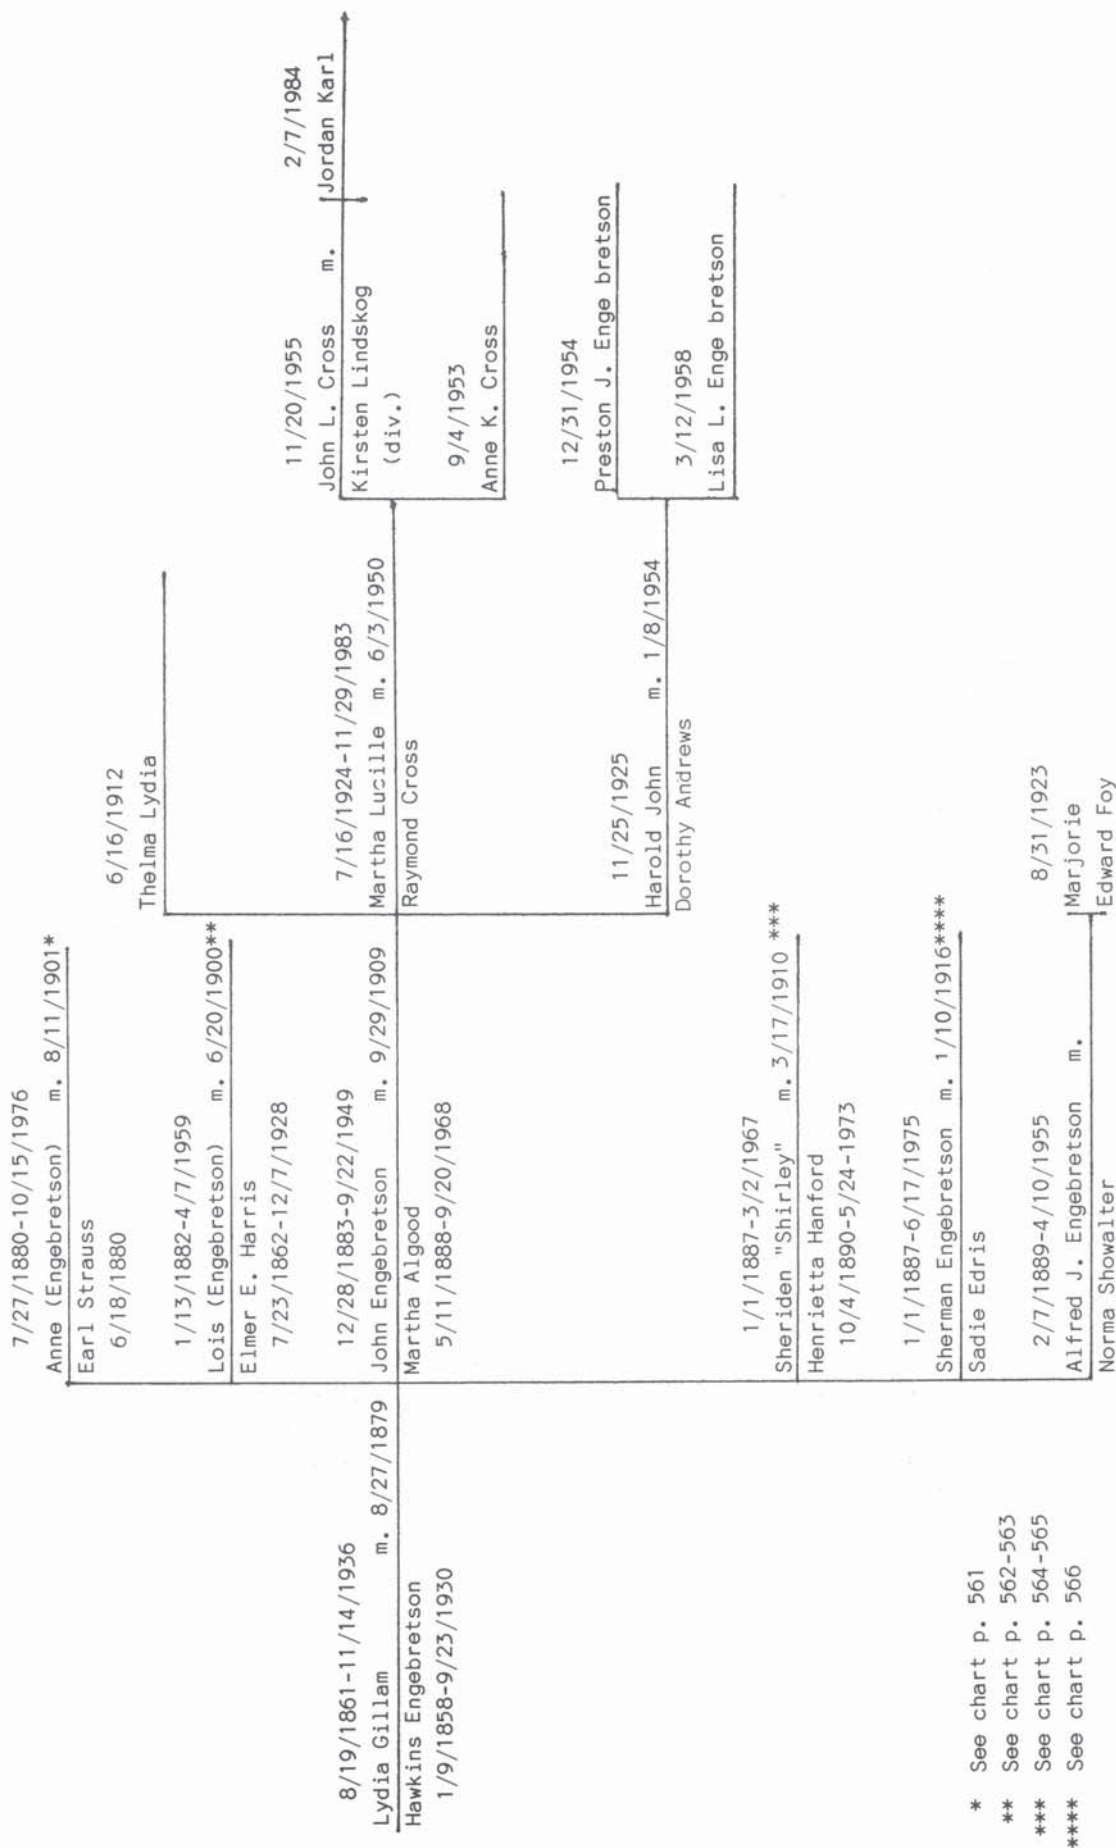 8/19/1861-11/14/1936
Lydia Gillam m. 8/27/1879
Hawkins Engebretson
1/9/1858-9/23/1930
7/27/1880-10/15/1976
Anne (Engebretson) m. 8/11/1901*
Earl Strauss
6/18/1880
1/13/1882-4/7/1959
Lois (Engebretson) m. 6/20/1900**
Elmer E. Harris
7/23/1862-12/7/1928
12/28/1883-9/22/1949
John Engebretson m. 9/29/1909
Martha Algood
5/11/1888-9/20/1968
1/1/1887-3/2/1967
Sheriden "Shirley" m. 3/17/1910 ***
Henrietta Hanford
10/4/1890-5/24-1973
1/1/1887-6/17/1975
Sherman Engebretson m. 1/10/1916****
Sadie Edris
2/7/1889-4/10/1955
Alfred J. Engebretson m.
Norma Showalter
6/16/1912
Thelma Lydia
7/16/1924-11/29/1983
Martha Lucille m. 6/3/1950
Raymond Cross
11/25/1925
Harold John m. 1/8/1954
Dorothy Andrews
8/31/1923
Marjorie
Edward Foy
11/20/1955
John L. Cross m.
Kirsten Lindskog
(div.)
9/4/1953
Anne K. Cross
12/31/1954
Preston J. Enge bretson
3/12/1958
Lisa L. Enge bretson
2/7/1984
Jordan Karl
* See chart p. 561
** See chart p. 562-563
*** See chart p. 564-565
**** See chart p. 566